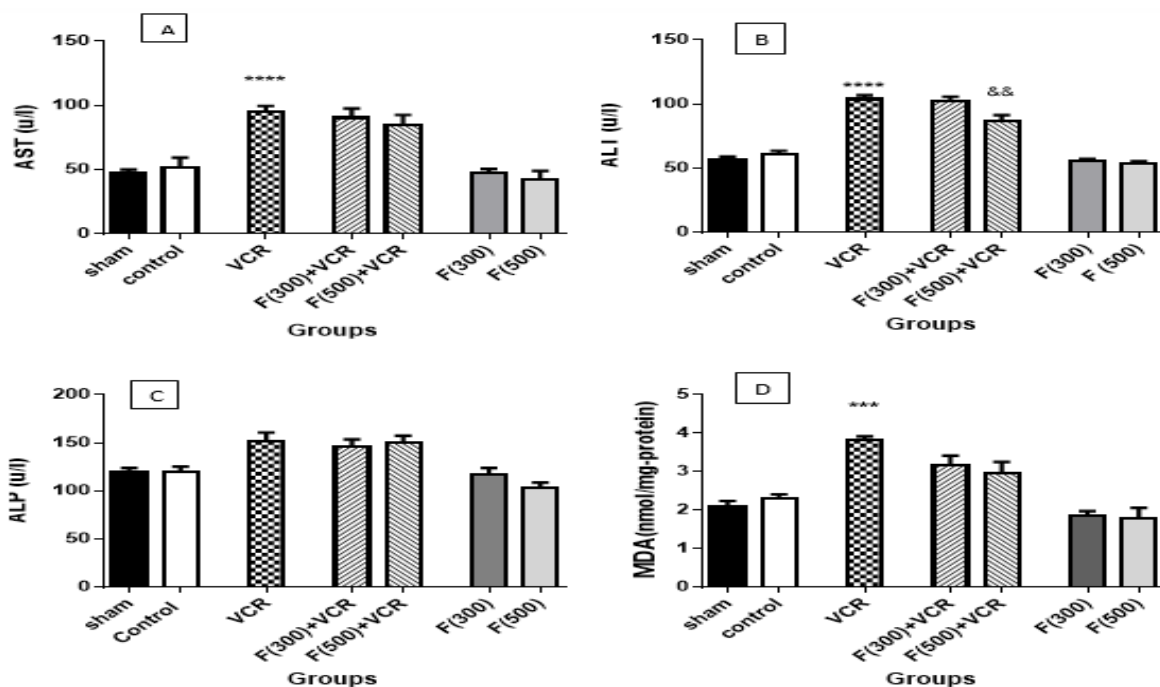 A
150
100
50
0
AST (u/l)
****
sham
control
VCR
F(300)+VCR
F(500)+VCR
F(300)
F(500)
Groups
B
150
100
50
0
ALT (u/l)
****
&&
sham
control
VCR
F(300)+VCR
F(500)+VCR
F(300)
F (500)
Groups
C
200
150
100
50
0
ALP (u/l)
sham
Control
VCR
F(300)+VCR
F(500)+VCR
F(300)
F(500)
Groups
D
5
4
3
2
1
0
MDA(nmol/mg-protein)
***
sham
control
VCR
F(300)+VCR
F(500)+VCR
F(300)
F(500)
Groups